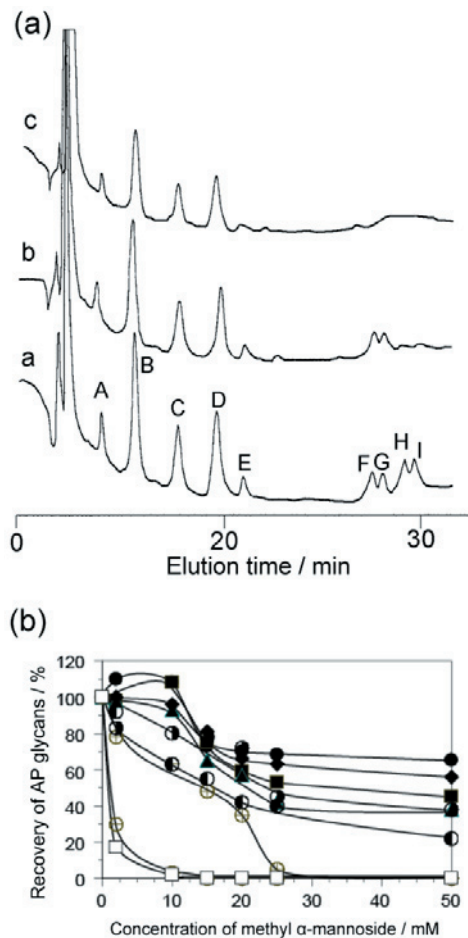 (a)
c
b
a
A
B
C
D
E
F
G
H
I
0 20 30
Elution time / min
(b)
Recovery of AP glycans / %
120
100
80
60
40
20
0
0 10 20 30 40 50
Concentration of methyl α-mannoside / mM